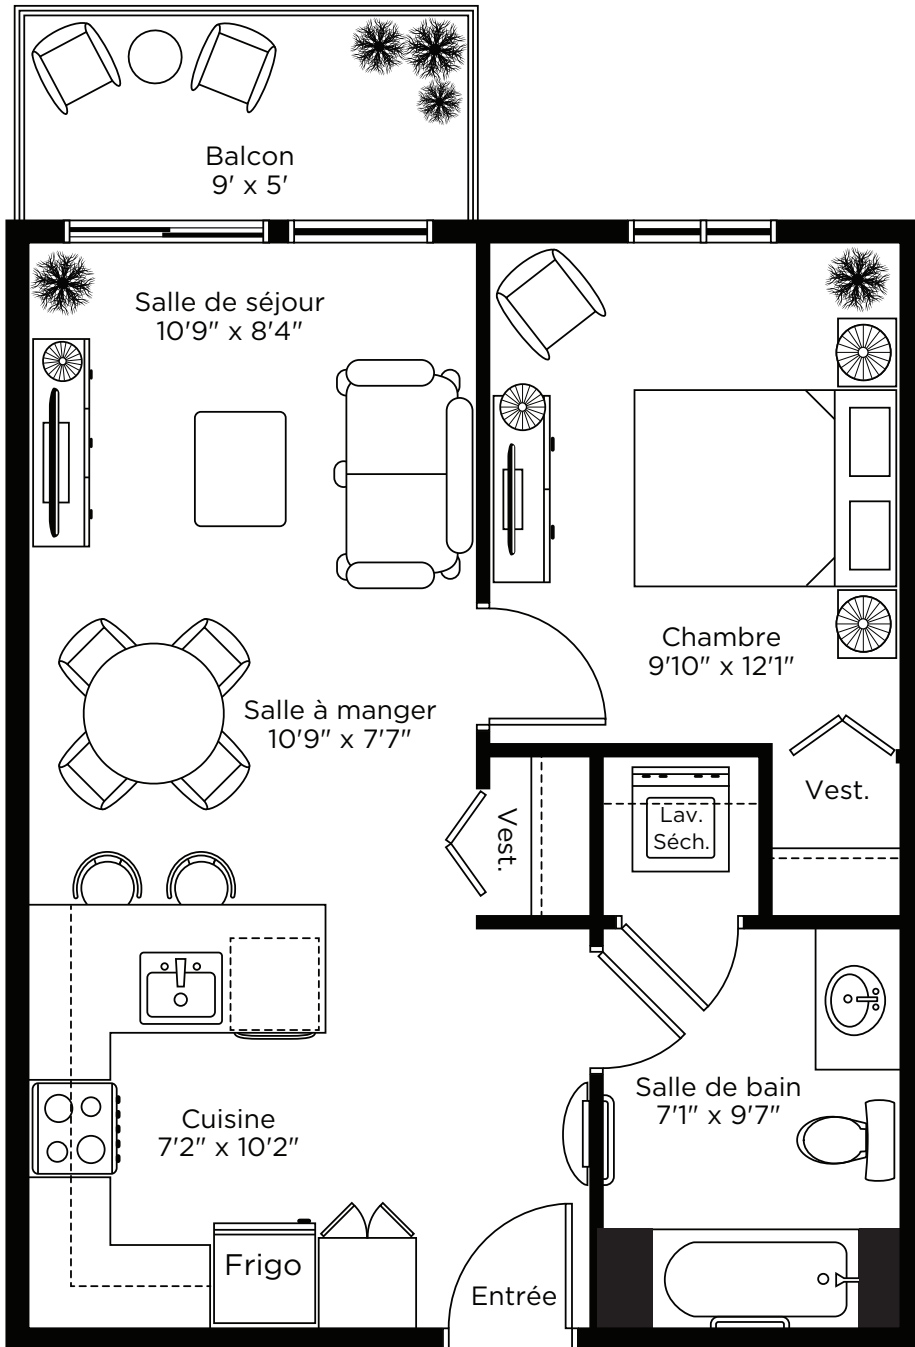 Balcon
9' x 5'
Salle de séjour
10'9" x 8'4"
Chambre
9'10" x 12'1"
Salle à manger
10'9" x 7'7"
Vest.
Vest.
Lav.
Séch.
Salle de bain
7'1" x 9'7"
Cuisine
7'2" x 10'2"
Frigo
Entrée